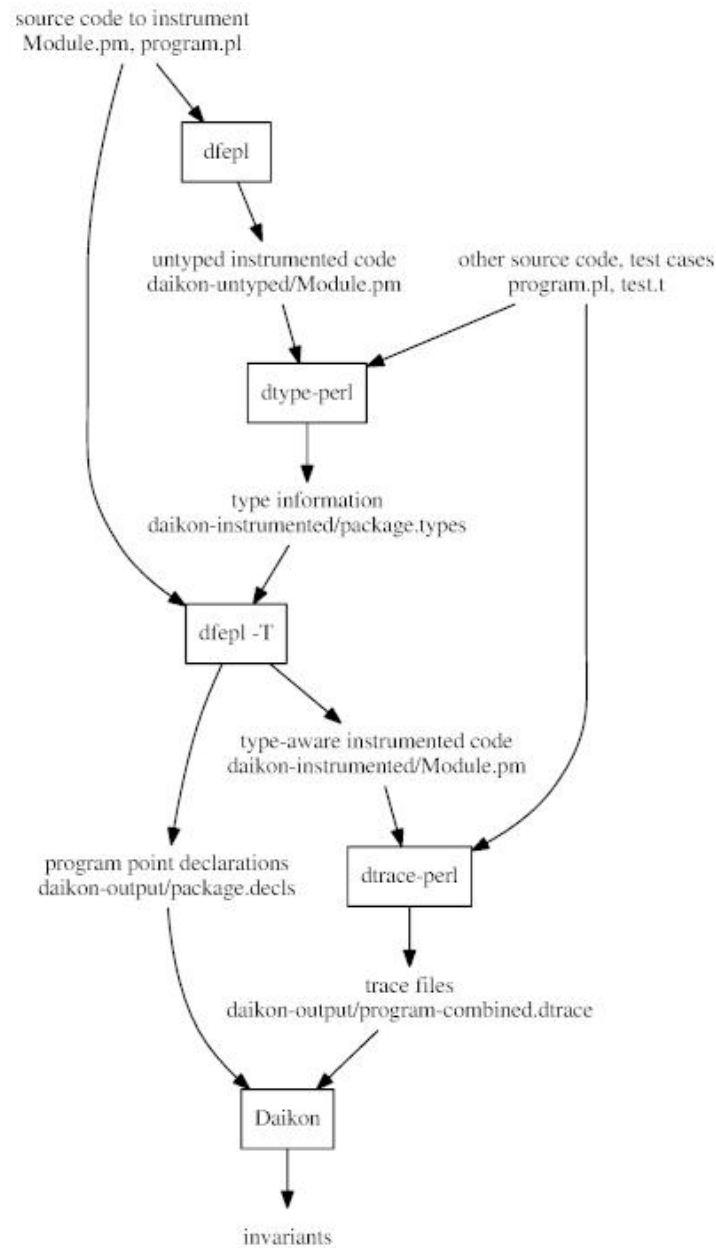 source code to instrument
Module.pm, program.pl
dfepl
untyped instrumented code
daikon-untyped/Module.pm
other source code, test cases
program.pl, test.t
dtype-perl
type information
daikon-instrumented/package.types
dfepl -T
type-aware instrumented code
daikon-instrumented/Module.pm
program point declarations
daikon-output/package.decls
dtrace-perl
trace files
daikon-output/program-combined.dtrace
Daikon
invariants